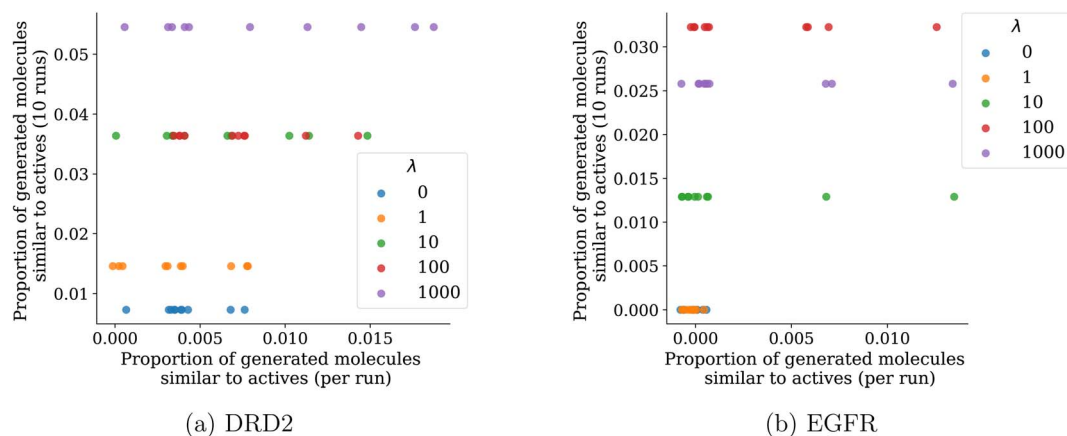 Proportion of generated molecules
similar to actives (10 runs)
0.05
0.04
0.03
0.02
0.01
0.000
0.005
0.010
0.015
Proportion of generated molecules
similar to actives (per run)
λ
0
1
10
100
1000
(a) DRD2
Proportion of generated molecules
similar to actives (10 runs)
0.030
0.025
0.020
0.015
0.010
0.005
0.000
0.000
0.005
0.010
Proportion of generated molecules
similar to actives (per run)
λ
0
1
10
100
1000
(b) EGFR